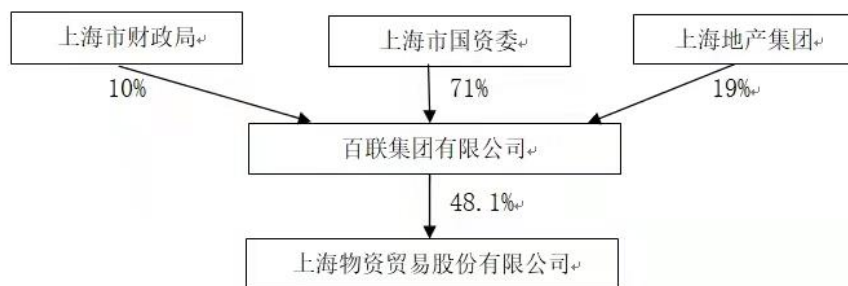 上海市财政局
上海市国资委
上海地产集团
10%
71%
19%
百联集团有限公司
48.1%
上海物资贸易股份有限公司